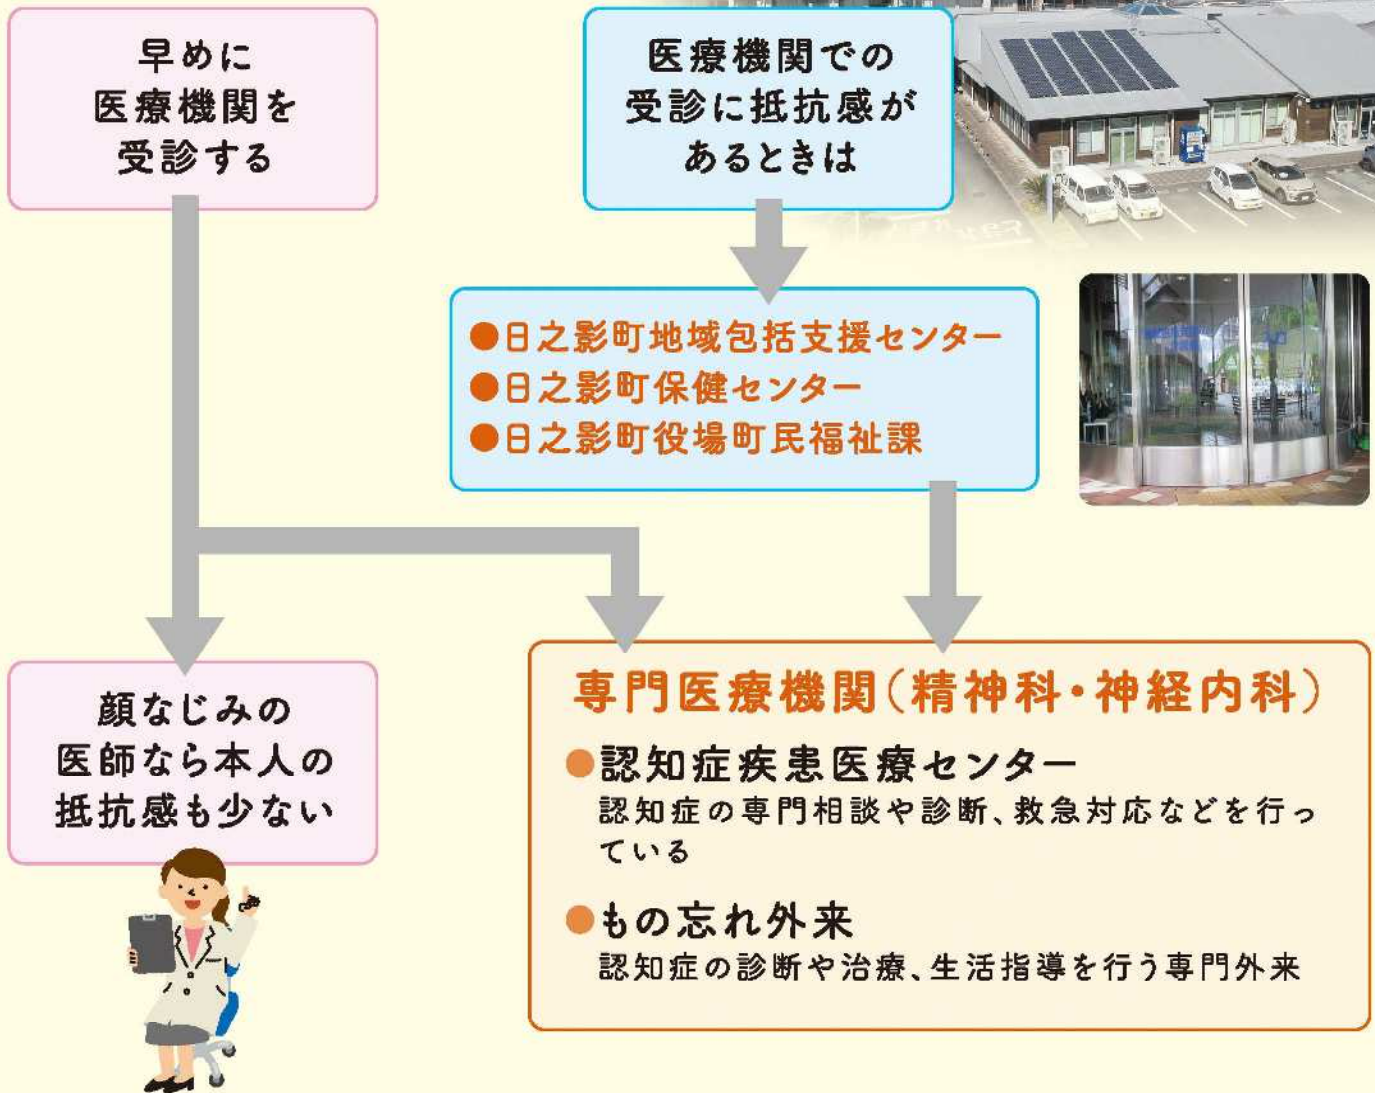 早めに
医療機関を
受診する
医療機関での
受診に抵抗感が
あるときは
●日之影町地域包括支援センター
●日之影町保健センター
●日之影町役場町民福祉課
顔なじみの
医師なら本人の
抵抗感も少ない
専門医療機関(精神科・神経内科)
●認知症疾患医療センター
認知症の専門相談や診断、救急対応などを行っ
ている
●もの忘れ外来
認知症の診断や治療、生活指導を行う専門外来